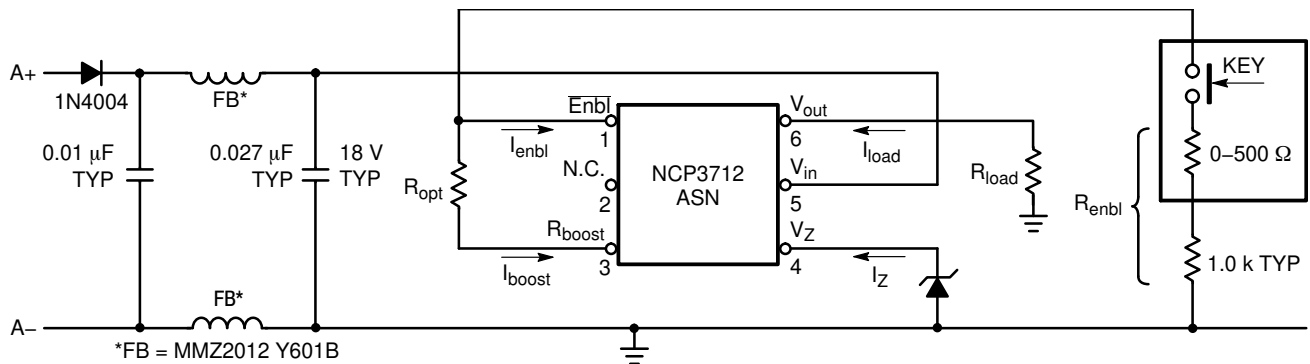 A+
1N4004
FB*
0.01 μF
TYP
0.027 μF
TYP
18 V
TYP
Enbl
1
I_enbl
N.C.
2
R_opt
R_boost
3
I_boost
NCP3712
ASN
V_out
6
I_load
V_in
5
V_Z
4
I_Z
R_load
KEY
0–500 Ω
R_enbl
1.0 k TYP
FB*
A–
*FB = MMZ2012 Y601B